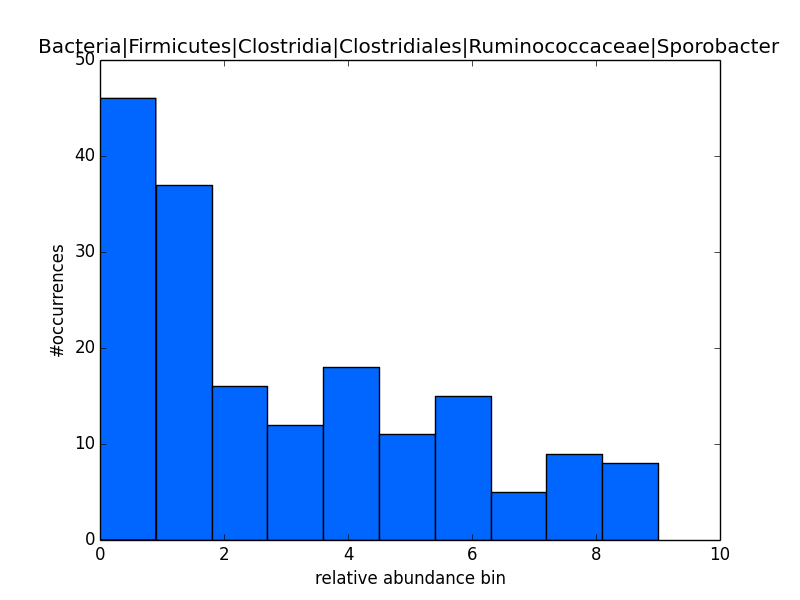 Bacteria|Firmicutes|Clostridia|Clostridiales|Ruminococcaceae|Sporobacter
50
40
30
20
10
0
#occurrences
0 2 4 6 8 10
relative abundance bin